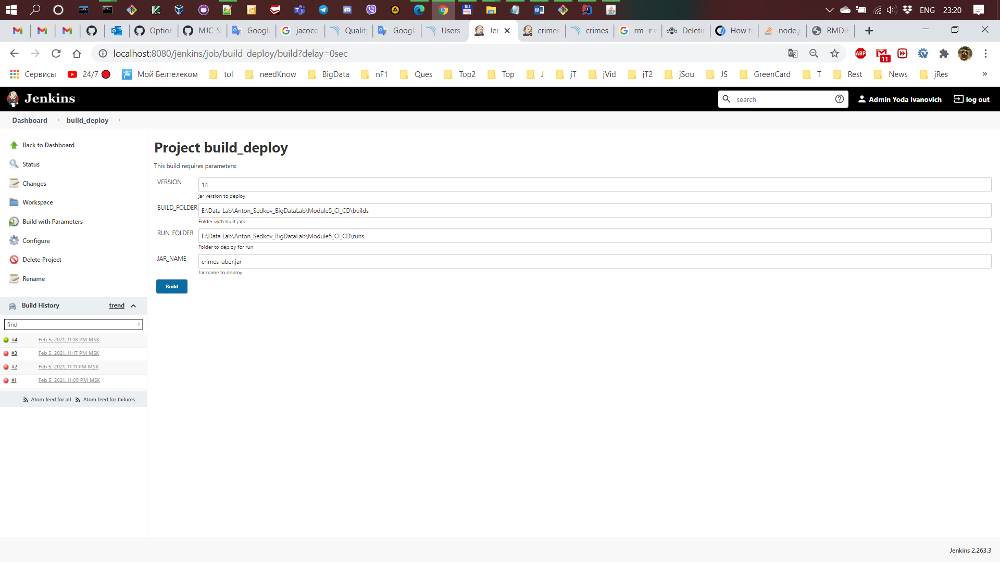 ENG 23:20
Option
MJC-S
Google
jacoco
Quality
Googl
Users
Jer
crimes
crimes
rm -r
Deletin
How to
node.j
RMDIR
localhost:8080/jenkins/job/build_deploy/build?delay=0sec
ABP
11
Сервисы
24/7
Мой Белтелеком
tol
needKnow
BigData
nF1
Ques
Top2
Top
J
jT
jVid
jT2
jSou
JS
GreenCard
T
Rest
News
jRes
»
Jenkins
search
Admin Yoda Ivanovich
log out
Dashboard
build_deploy
Back to Dashboard
Status
Changes
Workspace
Build with Parameters
Configure
Delete Project
Rename
Build History
trend
find
x
#4 Feb 5, 2021, 11:18 PM MSK
#3 Feb 5, 2021, 11:17 PM MSK
#2 Feb 5, 2021, 11:11 PM MSK
#1 Feb 5, 2021, 11:09 PM MSK
Atom feed for all
Atom feed for failures
Project build_deploy
This build requires parameters:
VERSION
14
jar version to deploy
BUILD_FOLDER
E:\Data Lab\Anton_Sedkov_BigDataLab\Module5_CI_CD\builds
Folder with built jars
RUN_FOLDER
E:\Data Lab\Anton_Sedkov_BigDataLab\Module5_CI_CD\runs
Folder to deploy for run
JAR_NAME
crimes-uber.jar
Jar name to deploy
Build
Jenkins 2.263.3